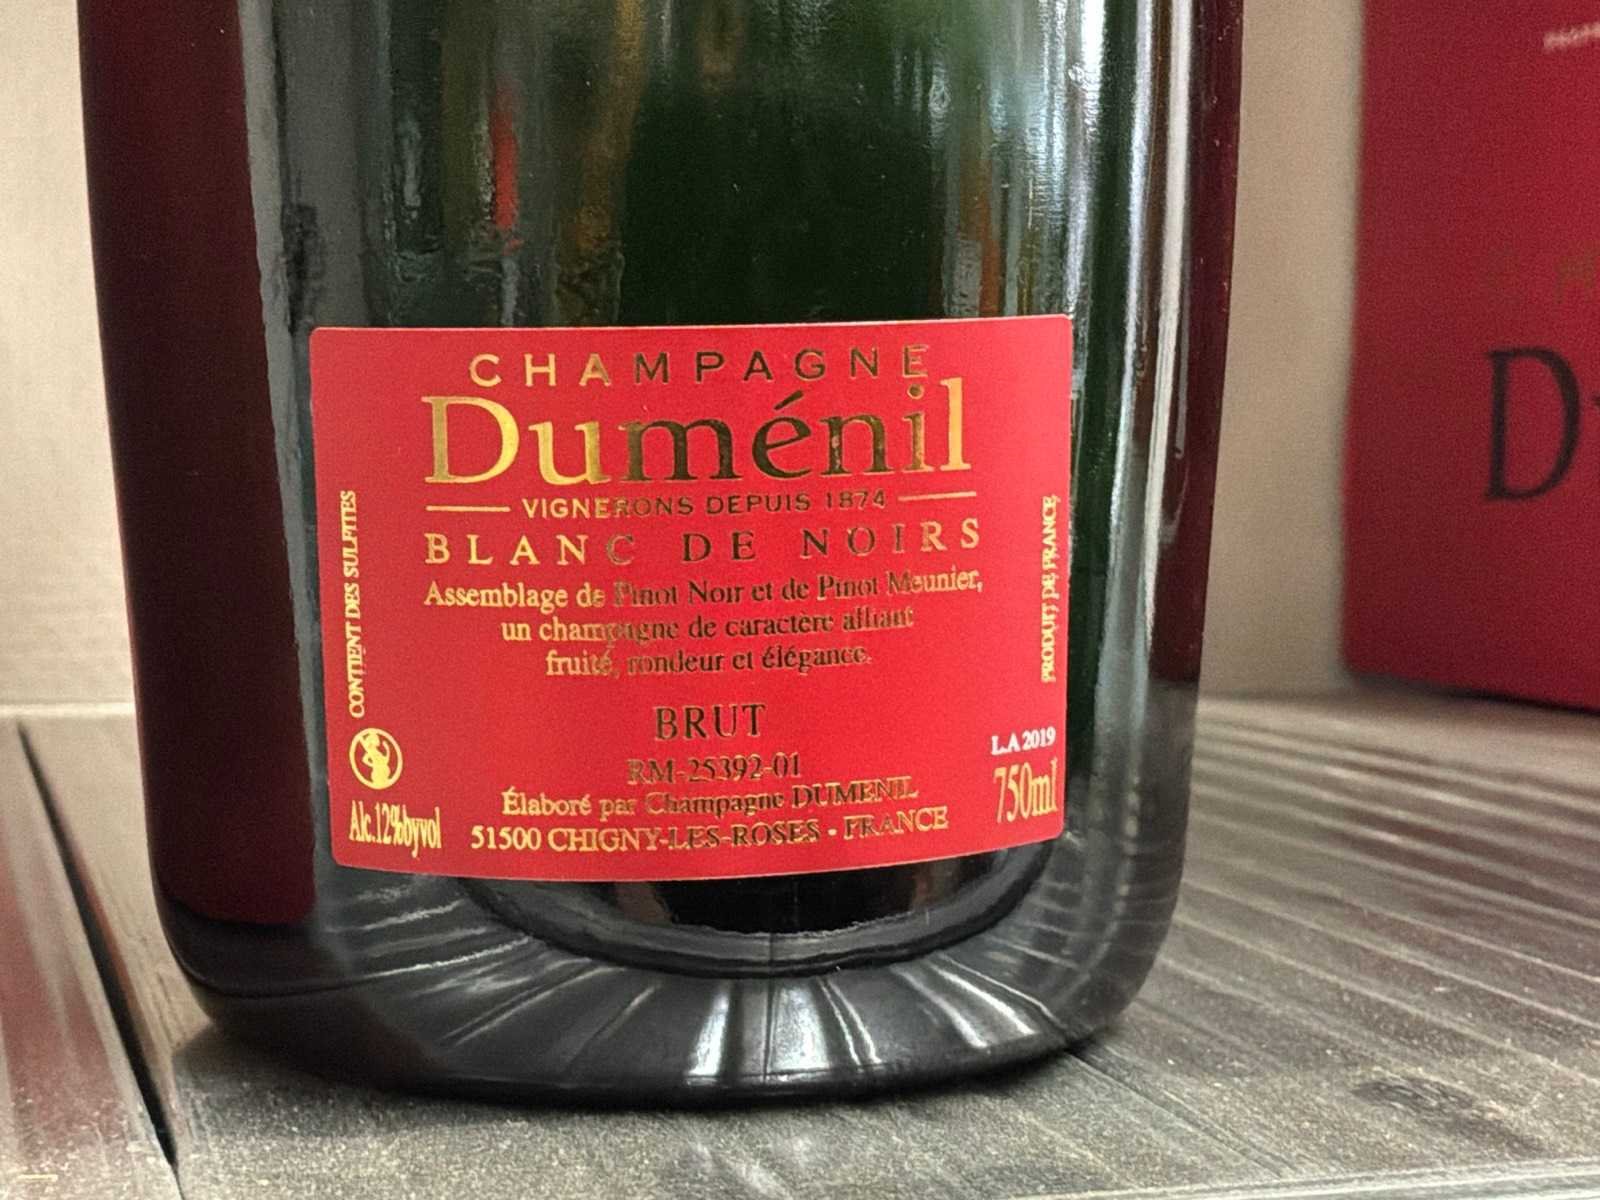 CHAMPAGNE
Duménil
VIGNERONS DEPUIS 1874
BLANC DE NOIRS
Assemblage de Pinot Noir et de Pinot Meunier,
un champagne de caractère alliant
fruité, rondeur et élégance.
BRUT
RM-25392-01
Élaboré par Champagne DUMENIL
51500 CHIGNY-LES-ROSES - FRANCE
CONTIENT DES SULFITES
Alc.12%byvol
PRODUIT DE FRANCE
L.A 2019
750ml